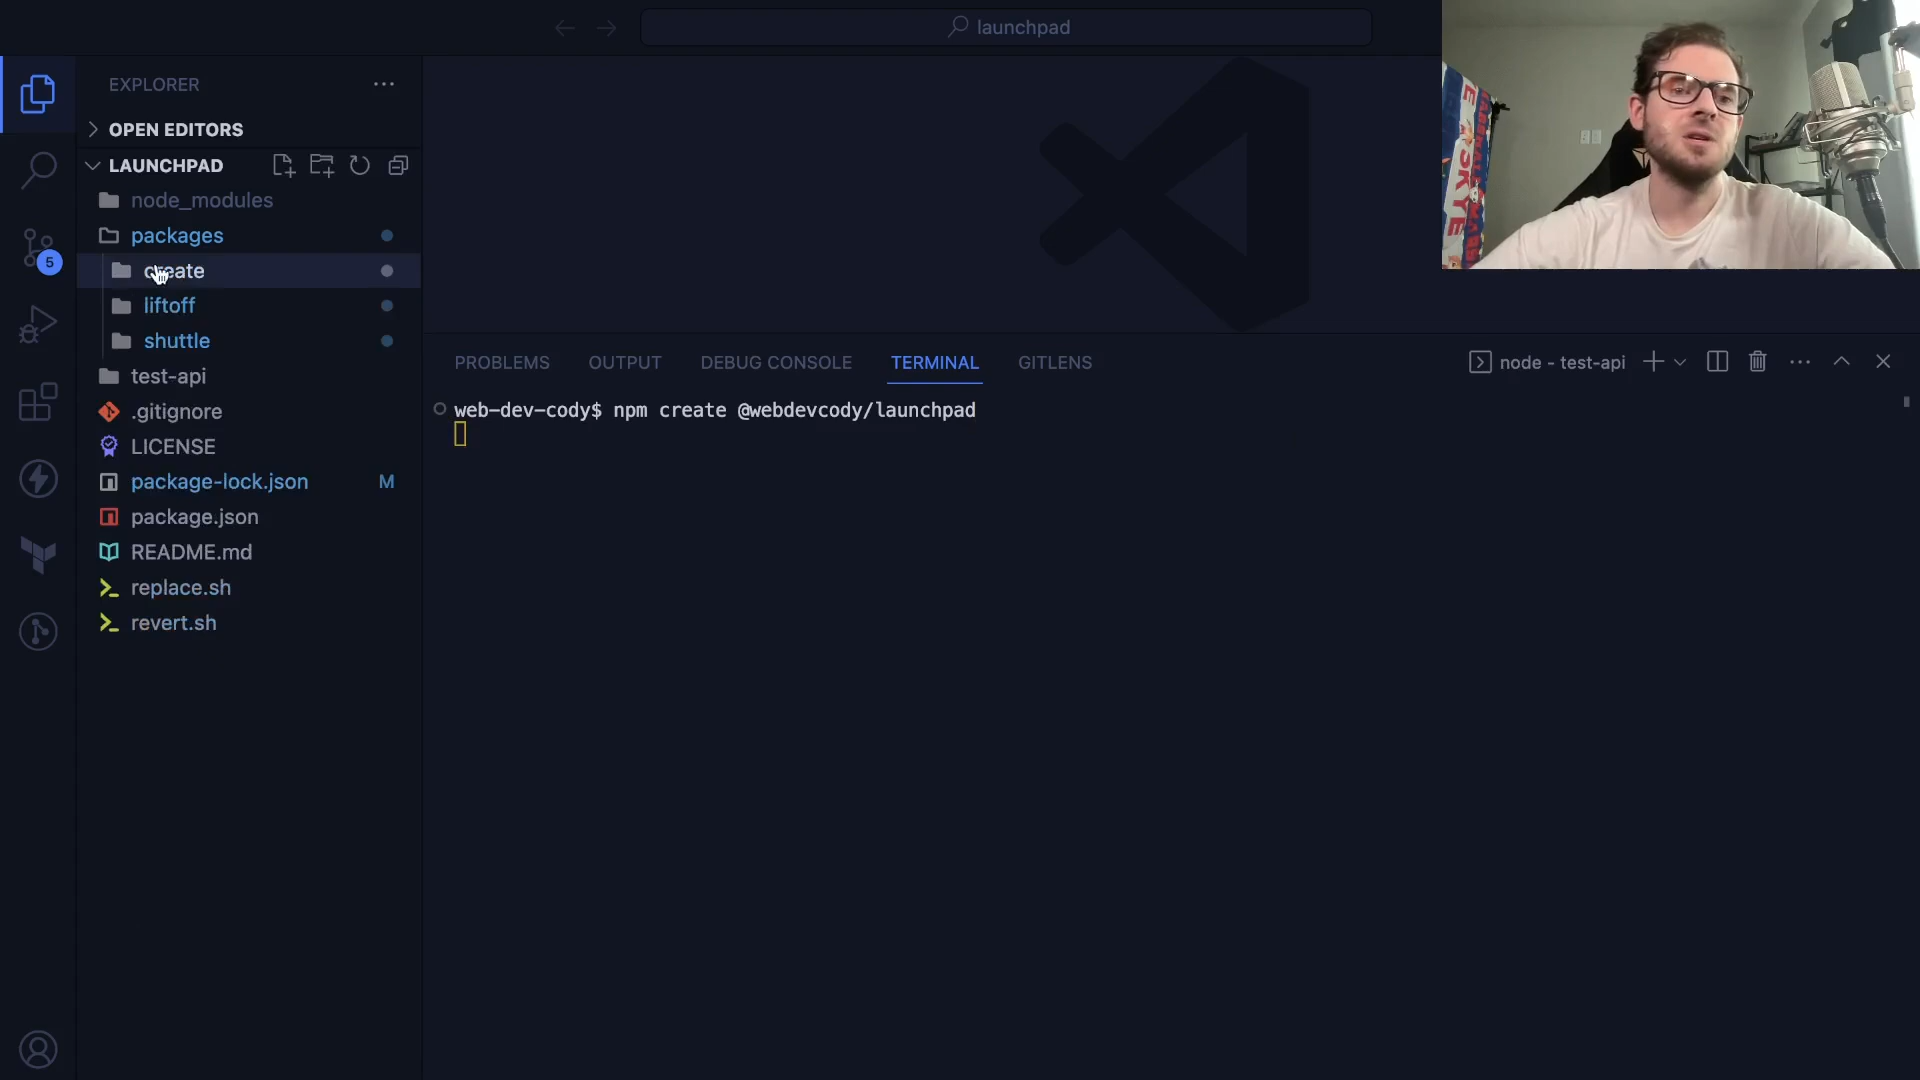 launchpad
EXPLORER
OPEN EDITORS
LAUNCHPAD
node_modules
packages
create
liftoff
shuttle
test-api
.gitignore
LICENSE
package-lock.json M
package.json
README.md
replace.sh
revert.sh
5
PROBLEMS OUTPUT DEBUG CONSOLE TERMINAL GITLENS
node - test-api
web-dev-cody$ npm create @webdevcody/launchpad